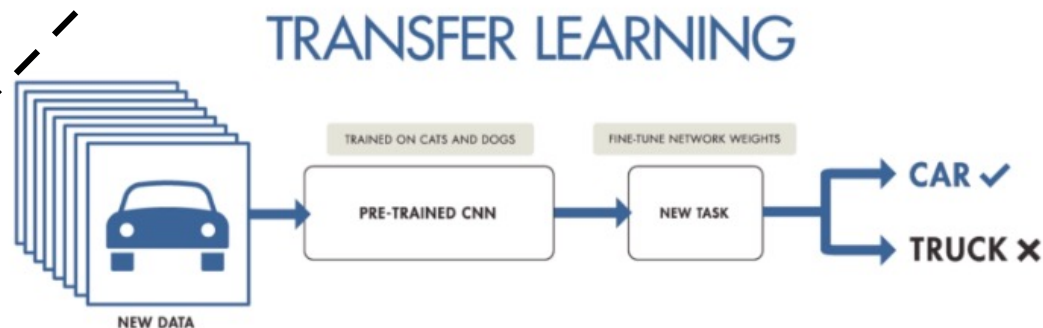 TRANSFER LEARNING
TRAINED ON CATS AND DOGS
FINE-TUNE NETWORK WEIGHTS
PRE-TRAINED CNN
NEW TASK
CAR
TRUCK
NEW DATA